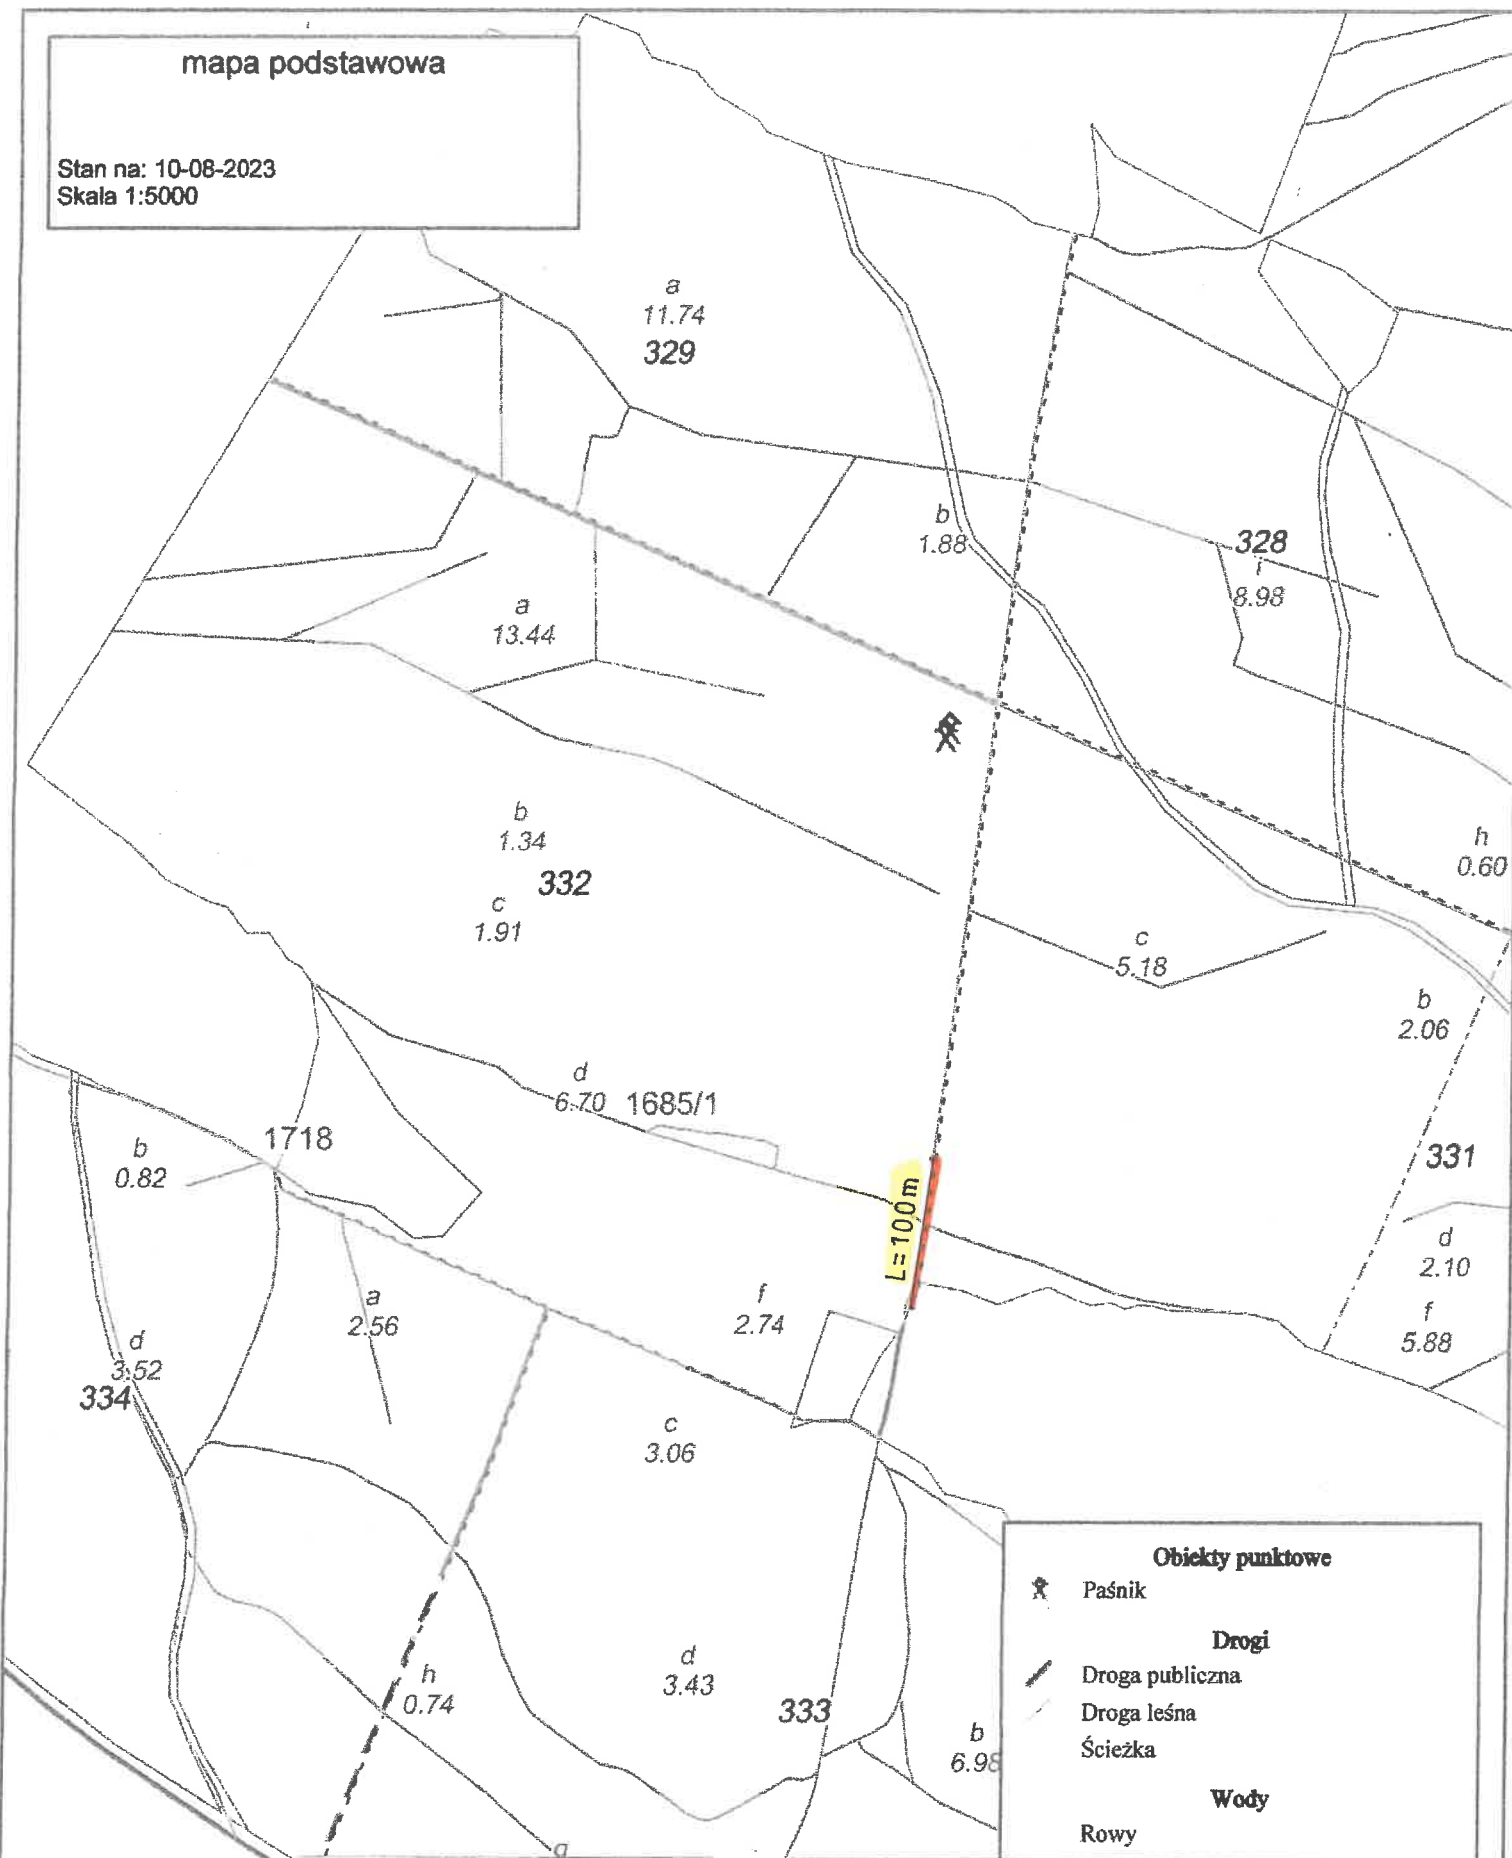 mapa podstawowa
Stan na: 10-08-2023
Skala 1:5000
a
11.74
329
b
1.88
328
8.98
a
13.44
b
1.34
332
c
1.91
h
0.60
c
5.18
b
2.06
d
6.70
1685/1
1718
b
0.82
331
L=100m
d
2.10
a
2.56
f
2.74
f
5.88
d
3.52
334
c
3.06
d
3.43
333
h
0.74
b
6.98
Obiekty punktowe
Paśnik
Drogi
Droga publiczna
Droga leśna
Ścieżka
Wody
Rowy